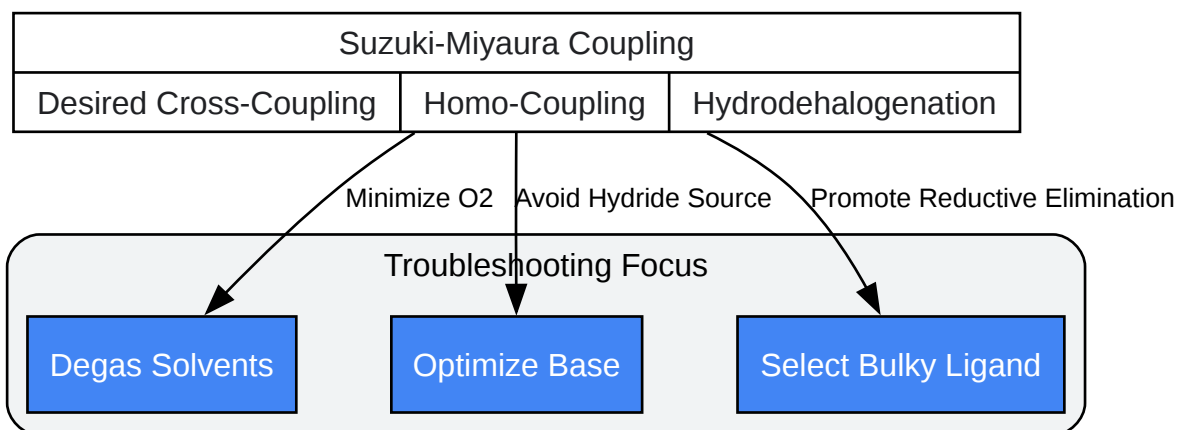 Suzuki-Miyaura Coupling
Desired Cross-Coupling
Homo-Coupling
Hydrodehalogenation
Minimize O2
Avoid Hydride Source
Promote Reductive Elimination
Troubleshooting Focus
Degas Solvents
Optimize Base
Select Bulky Ligand